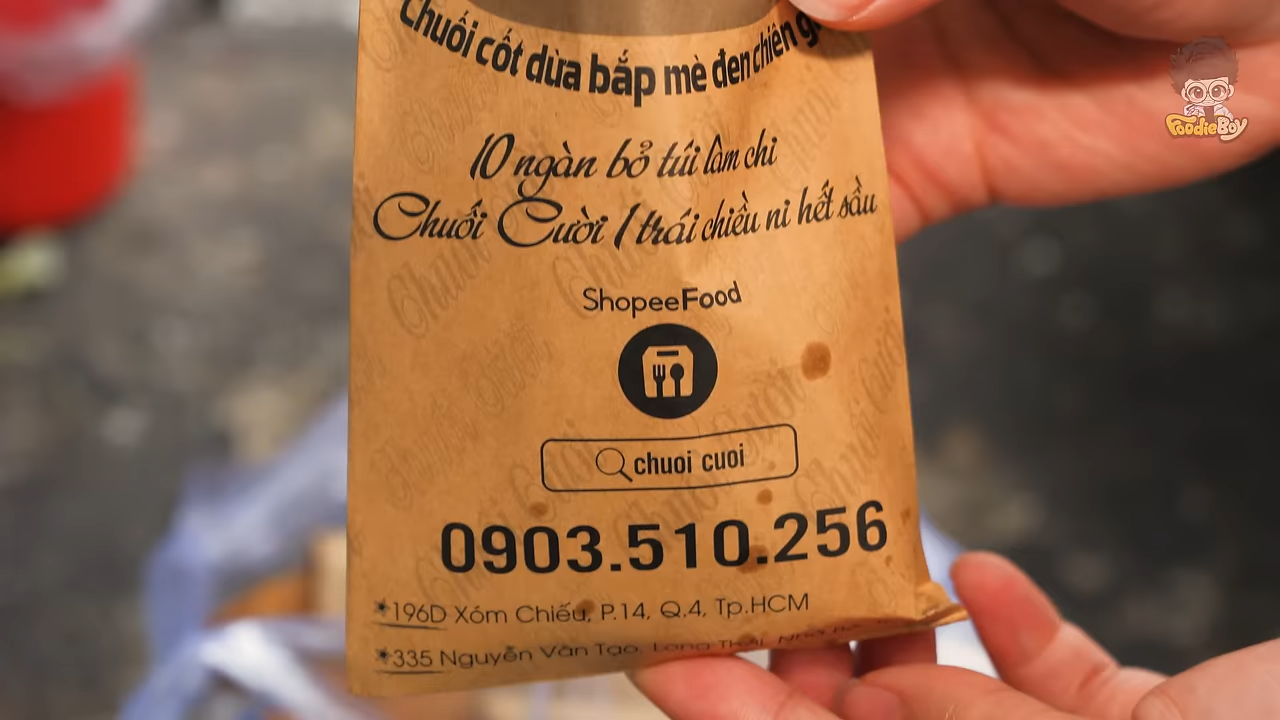 Chuối cốt dừa bắp mè đen chiên
10 ngàn bỏ túi làm chi
Chuối Cười 1 trái chiều ni hết sầu
ShopeeFood
chuoi cuoi
0903.510.256
*196D Xóm Chiếu, P.14, Q.4, Tp.HCM
*335 Nguyễn Văn Tạo, Long Thới,
FoodieBoy